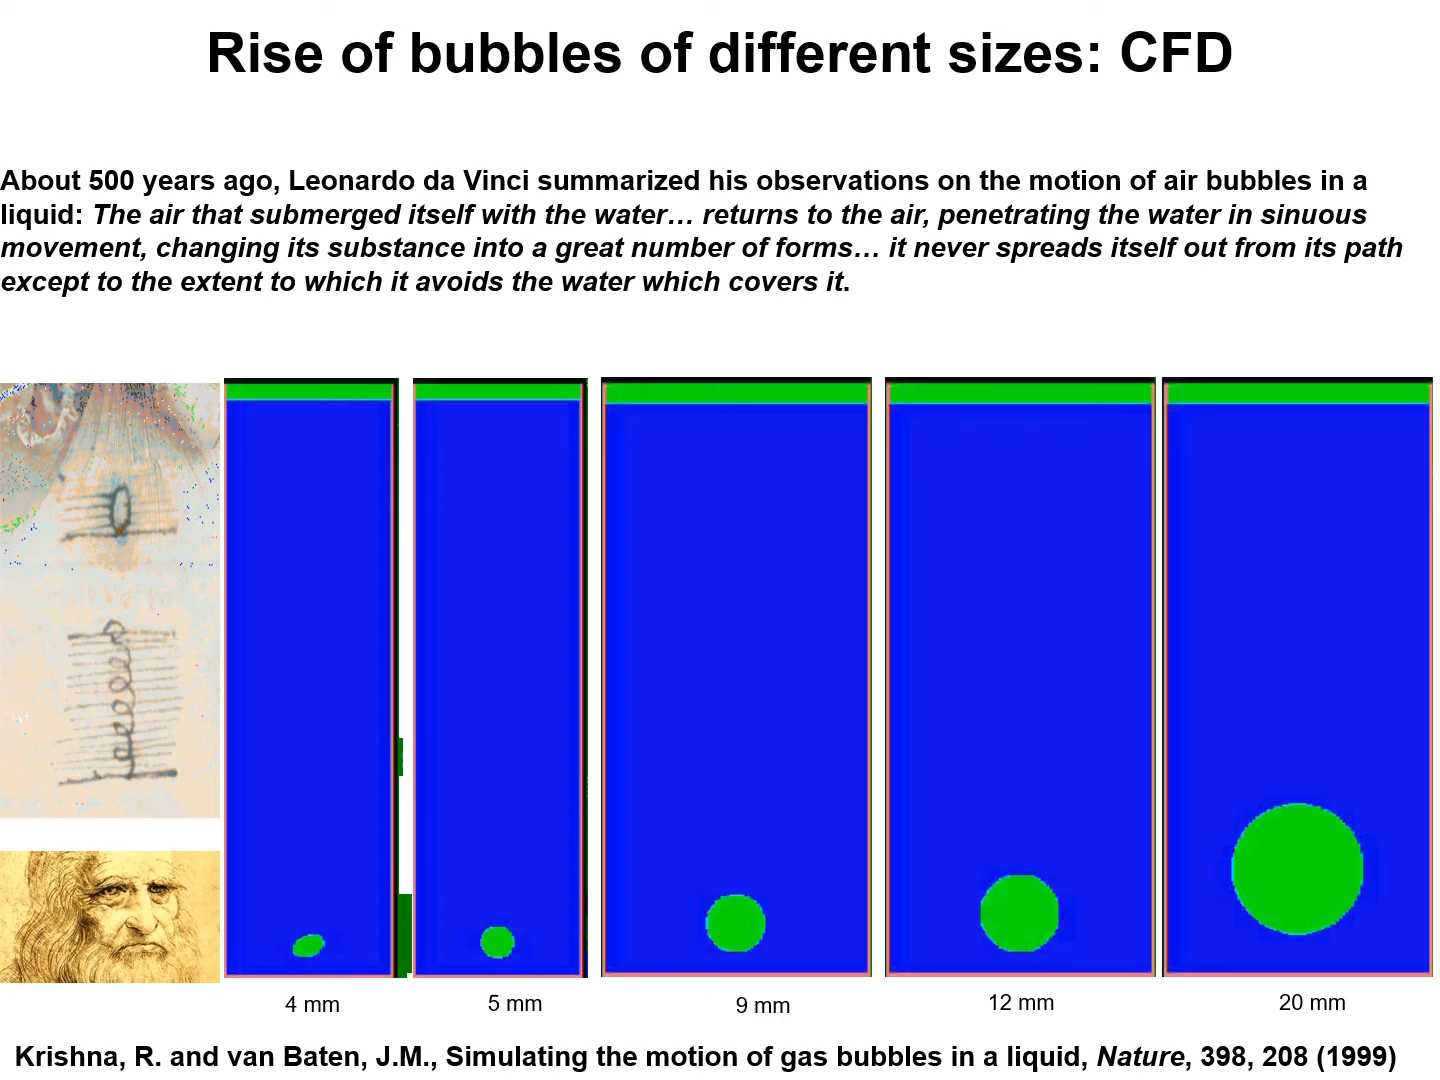 Rise of bubbles of different sizes: CFD
About 500 years ago, Leonardo da Vinci summarized his observations on the motion of air bubbles in a
liquid: The air that submerged itself with the water… returns to the air, penetrating the water in sinuous
movement, changing its substance into a great number of forms… it never spreads itself out from its path
except to the extent to which it avoids the water which covers it.
4 mm
5 mm
9 mm
12 mm
20 mm
Krishna, R. and van Baten, J.M., Simulating the motion of gas bubbles in a liquid, Nature, 398, 208 (1999)